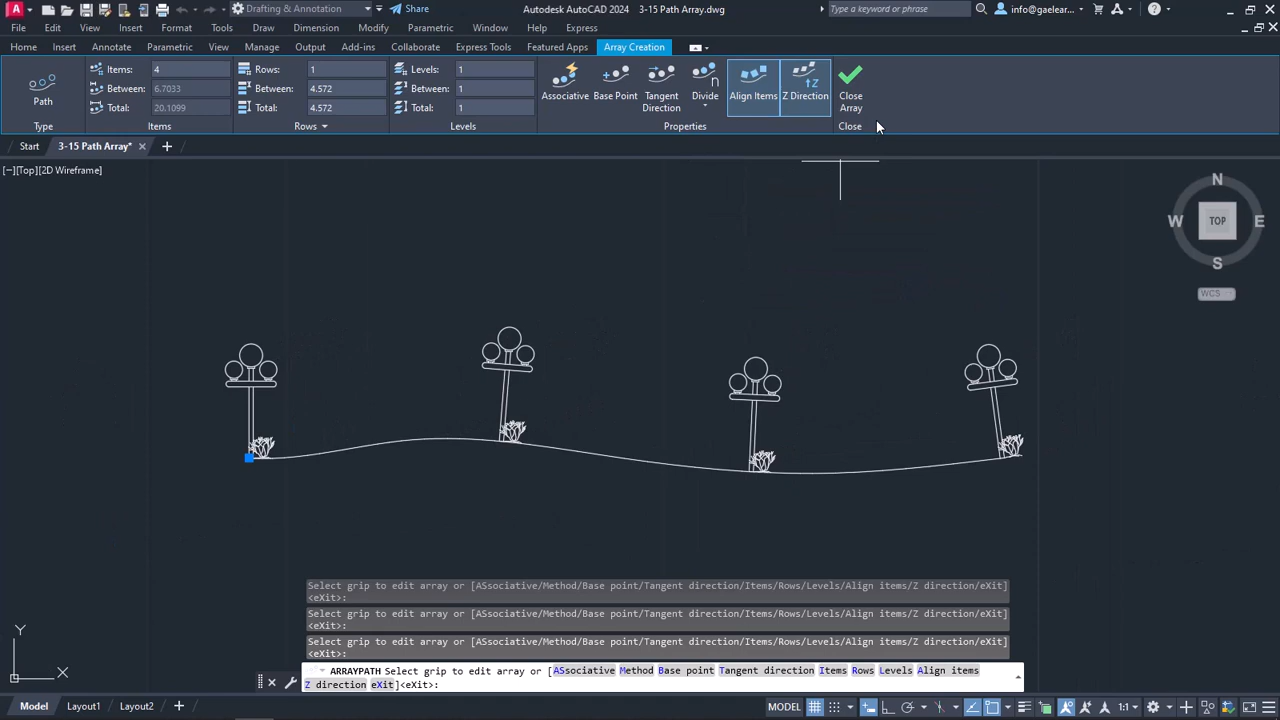 Share
Autodesk AutoCAD 2024 3-15 Path Array.dwg
Type a keyword or phrase
info@gaelear...
Drafting & Annotation
File Edit View Insert Format Tools Draw Dimension Modify Parametric Window Help Express
Home Insert Annotate Parametric View Manage Output Add-ins Collaborate Express Tools Featured Apps Array Creation
Path
Type
Items: 4
Between: 6.7033
Total: 20.1099
Items
Rows: 1
Between: 4.572
Total: 4.572
Rows
Levels: 1
Between: 1
Total: 1
Levels
Associative
Base Point
Tangent
Direction
Divide
Align Items
Z Direction
Properties
Close
Array
Close
Start 3-15 Path Array*
[−][Top][2D Wireframe]
N
W TOP E
S
WCS
Select grip to edit array or [ASsociative/Method/Base point/Tangent direction/Items/Rows/Levels/Align items/Z direction/eXit]
<eXit>:
Select grip to edit array or [ASsociative/Method/Base point/Tangent direction/Items/Rows/Levels/Align items/Z direction/eXit]
<eXit>:
Select grip to edit array or [ASsociative/Method/Base point/Tangent direction/Items/Rows/Levels/Align items/Z direction/eXit]
<eXit>:
ARRAYPATH Select grip to edit array or [ASsociative Method Base point Tangent direction Items Rows Levels Align items
Z direction eXit]<eXit>:
Y
X
Model Layout1 Layout2
MODEL
1:1